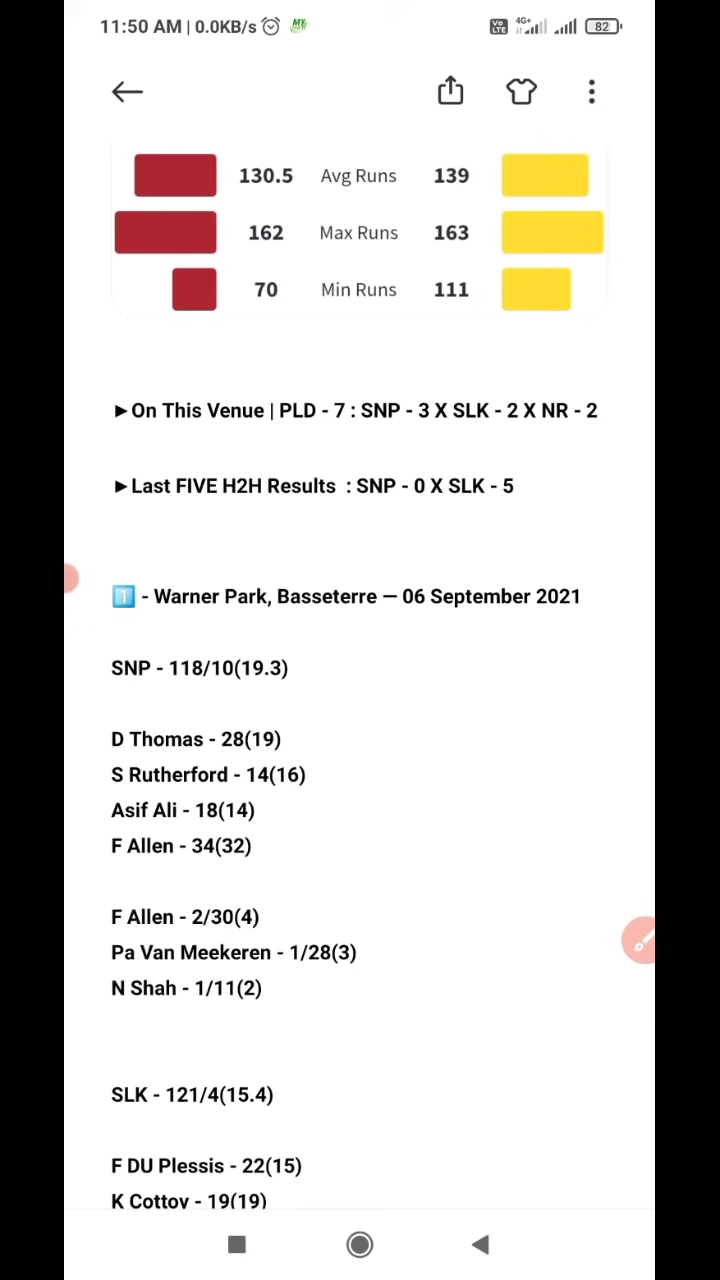 11:50 AM | 0.0KB/s
Vo LTE 4G+ 82
130.5 Avg Runs 139
162 Max Runs 163
70 Min Runs 111
►On This Venue | PLD - 7 : SNP - 3 X SLK - 2 X NR - 2
►Last FIVE H2H Results : SNP - 0 X SLK - 5
1️⃣ - Warner Park, Basseterre — 06 September 2021
SNP - 118/10(19.3)
D Thomas - 28(19)
S Rutherford - 14(16)
Asif Ali - 18(14)
F Allen - 34(32)
F Allen - 2/30(4)
Pa Van Meekeren - 1/28(3)
N Shah - 1/11(2)
SLK - 121/4(15.4)
F DU Plessis - 22(15)
K Cottoy - 19(19)